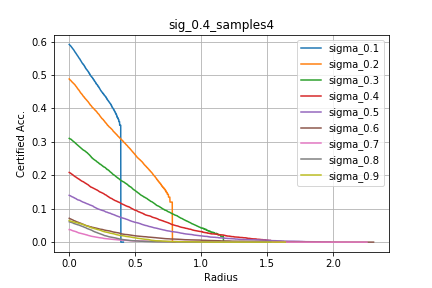 sig_0.4_samples4
Certified Acc.
0.6
0.5
0.4
0.3
0.2
0.1
0.0
sigma_0.1
sigma_0.2
sigma_0.3
sigma_0.4
sigma_0.5
sigma_0.6
sigma_0.7
sigma_0.8
sigma_0.9
0.0 0.5 1.0 1.5 2.0
Radius